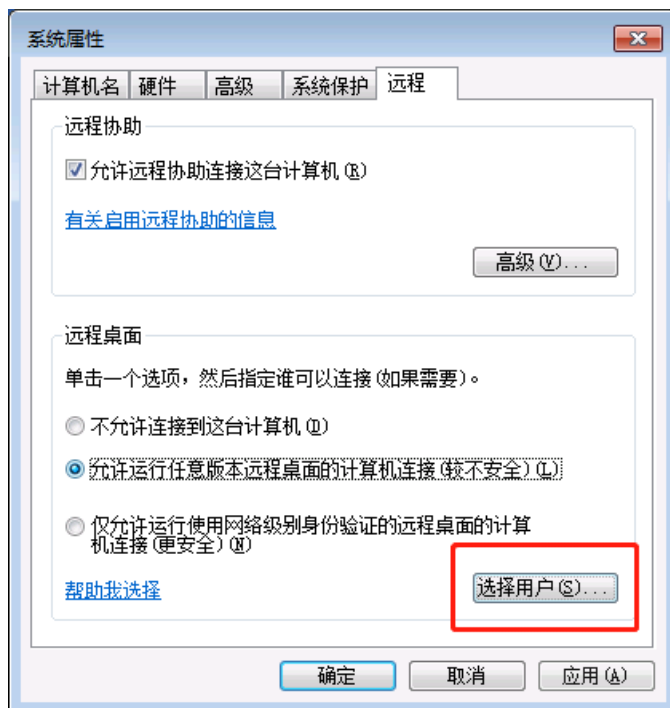 系统属性
计算机名 硬件 高级 系统保护 远程
远程协助
允许远程协助连接这台计算机(R)
有关启用远程协助的信息
高级(V)...
远程桌面
单击一个选项，然后指定谁可以连接(如果需要)。
不允许连接到这台计算机(D)
允许运行任意版本远程桌面的计算机连接(较不安全)(L)
仅允许运行使用网络级别身份验证的远程桌面的计算
机连接(更安全)(N)
帮助我选择 选择用户(S)...
确定 取消 应用(A)